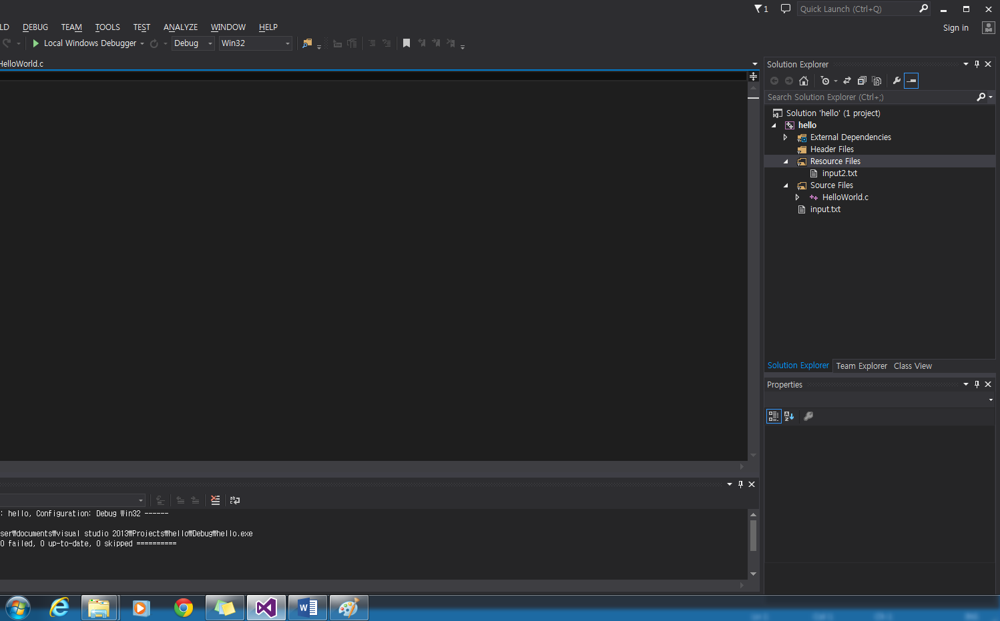 1 Quick Launch (Ctrl+Q)
LD DEBUG TEAM TOOLS TEST ANALYZE WINDOW HELP Sign in
Local Windows Debugger Debug Win32
HelloWorld.c
Solution Explorer
Search Solution Explorer (Ctrl+;)
Solution 'hello' (1 project)
hello
External Dependencies
Header Files
Resource Files
input2.txt
Source Files
HelloWorld.c
input.txt
Solution Explorer Team Explorer Class View
Properties
: hello, Configuration: Debug Win32 ------
ser₩documents₩visual studio 2013₩Projects₩hello₩Debug₩hello.exe
0 failed, 0 up-to-date, 0 skipped ==========